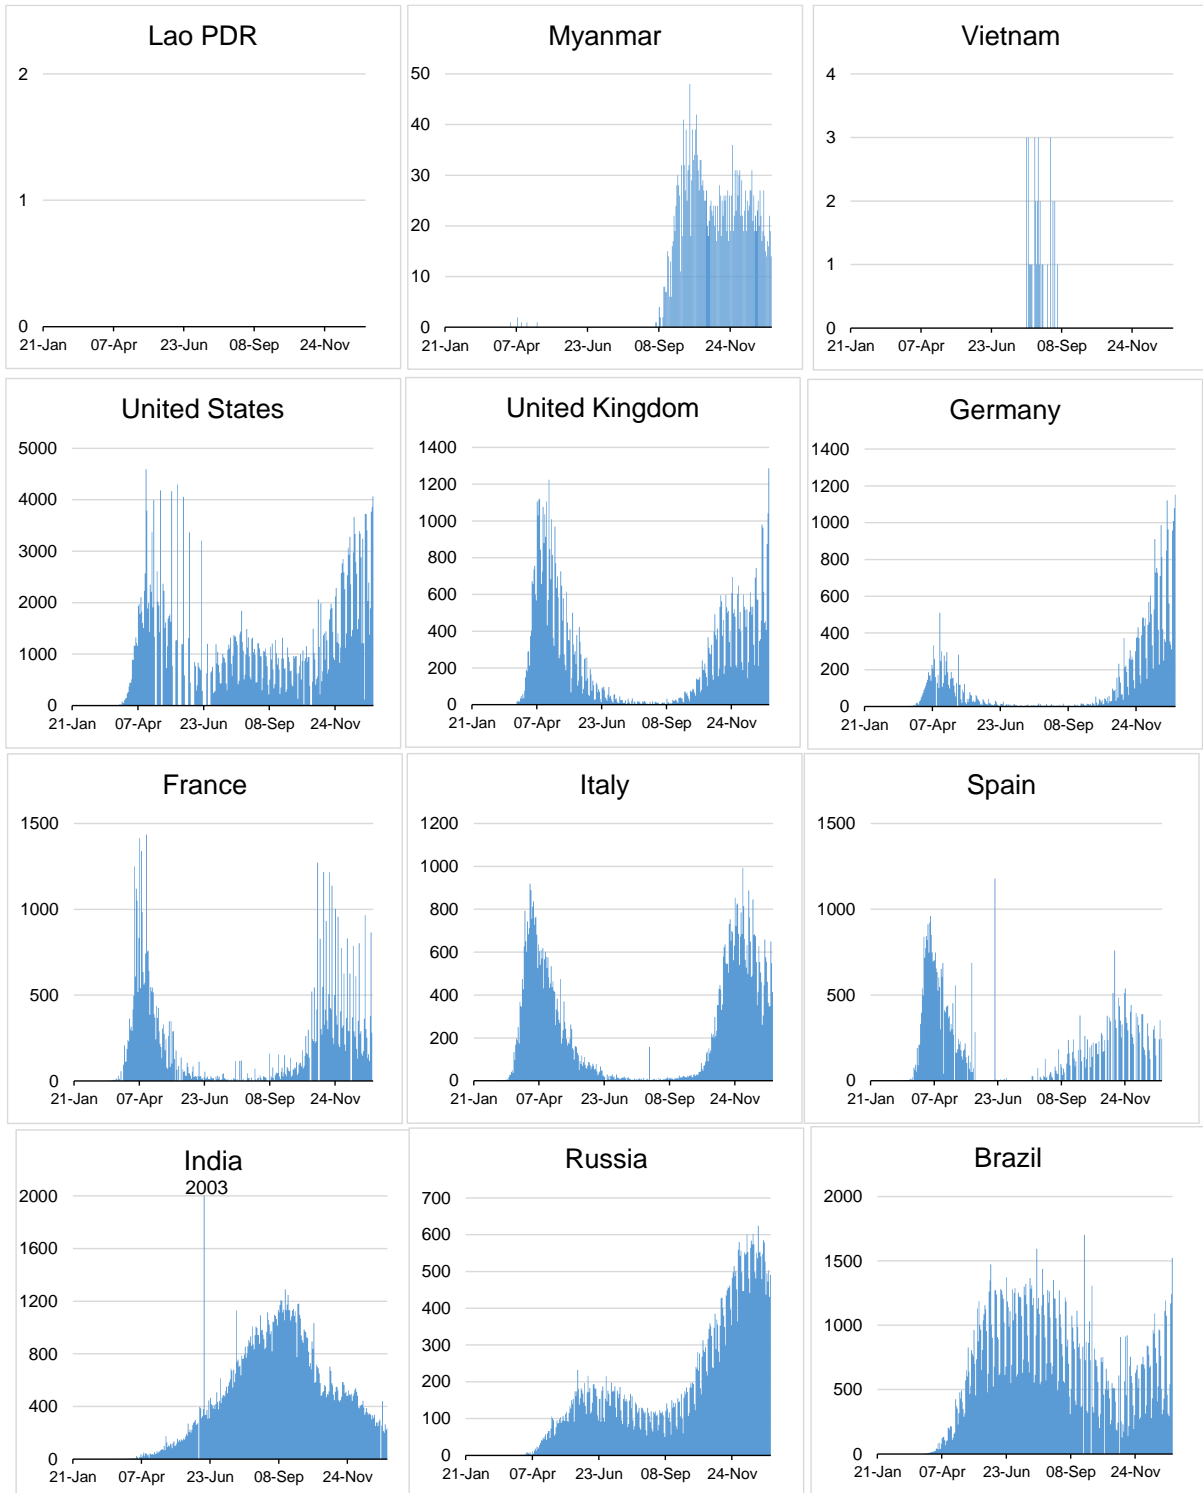 Lao PDR
2
1
0
21-Jan 07-Apr 23-Jun 08-Sep 24-Nov
Myanmar
50
40
30
20
10
0
21-Jan 07-Apr 23-Jun 08-Sep 24-Nov
Vietnam
4
3
2
1
0
21-Jan 07-Apr 23-Jun 08-Sep 24-Nov
United States
5000
4000
3000
2000
1000
0
21-Jan 07-Apr 23-Jun 08-Sep 24-Nov
United Kingdom
1400
1200
1000
800
600
400
200
0
21-Jan 07-Apr 23-Jun 08-Sep 24-Nov
Germany
1400
1200
1000
800
600
400
200
0
21-Jan 07-Apr 23-Jun 08-Sep 24-Nov
France
1500
1000
500
0
21-Jan 07-Apr 23-Jun 08-Sep 24-Nov
Italy
1200
1000
800
600
400
200
0
21-Jan 07-Apr 23-Jun 08-Sep 24-Nov
Spain
1500
1000
500
0
21-Jan 07-Apr 23-Jun 08-Sep 24-Nov
India
2003
2000
1600
1200
800
400
0
21-Jan 07-Apr 23-Jun 08-Sep 24-Nov
Russia
700
600
500
400
300
200
100
0
21-Jan 07-Apr 23-Jun 08-Sep 24-Nov
Brazil
2000
1500
1000
500
0
21-Jan 07-Apr 23-Jun 08-Sep 24-Nov